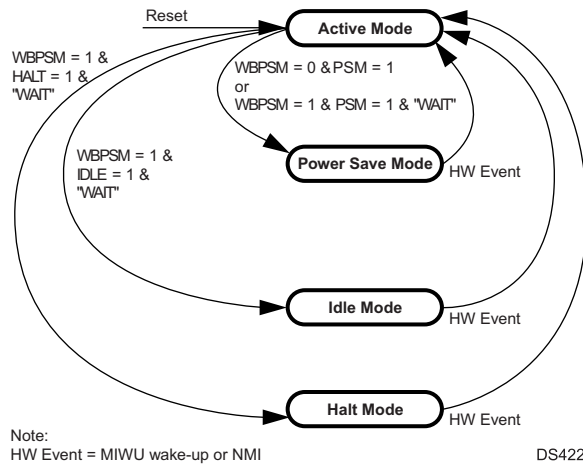 Reset
Active Mode
WBPSM = 1 &
HALT = 1 &
"WAIT"
WBPSM = 0 & PSM = 1
or
WBPSM = 1 & PSM = 1 & "WAIT"
WBPSM = 1 &
IDLE = 1 &
"WAIT"
Power Save Mode
HW Event
Idle Mode
HW Event
Halt Mode
HW Event
Note:
HW Event = MIWU wake-up or NMI
DS422